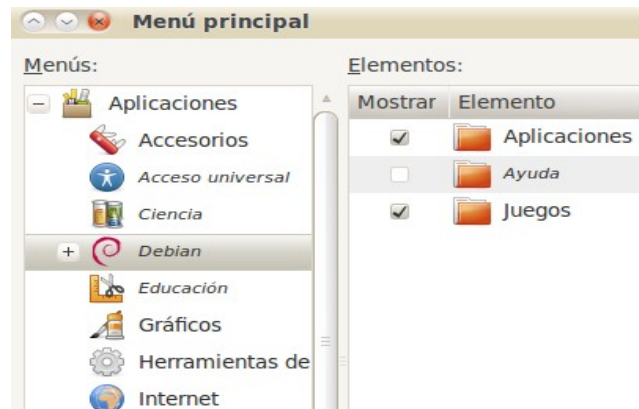 Menú principal
Menús:
Aplicaciones
Accesorios
Acceso universal
Ciencia
Debian
Educación
Gráficos
Herramientas de
Internet
Elementos:
Mostrar Elemento
Aplicaciones
Ayuda
Juegos